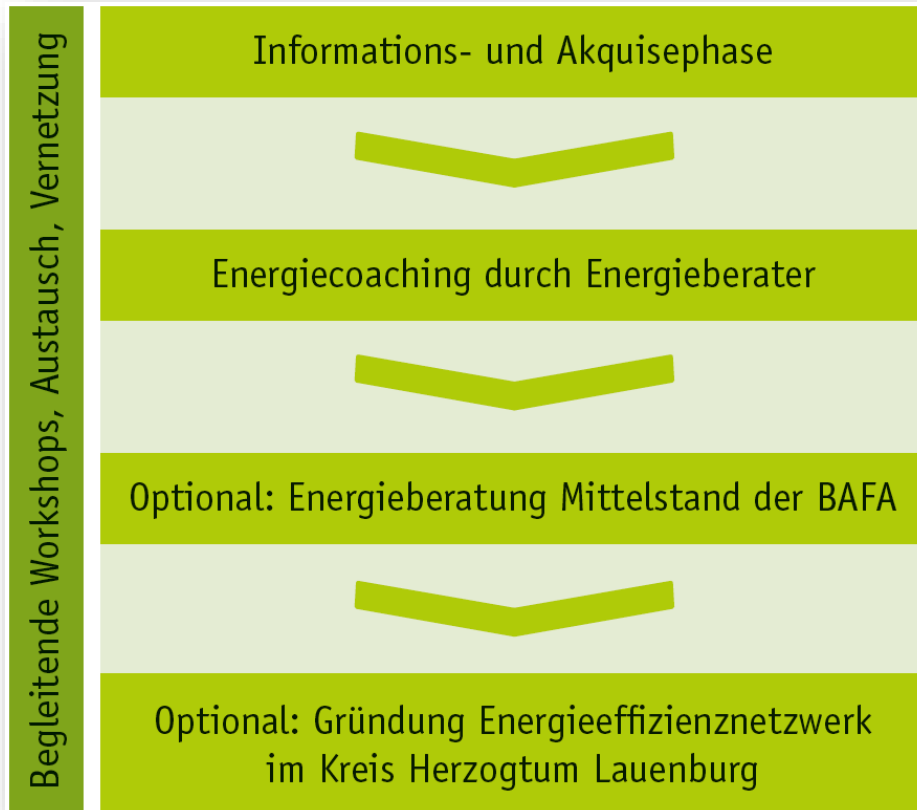 Begleitende Workshops, Austausch, Vernetzung
Informations- und Akquisephase
Energiecoaching durch Energieberater
Optional: Energieberatung Mittelstand der BAFA
Optional: Gründung Energieeffizienznetzwerk
im Kreis Herzogtum Lauenburg